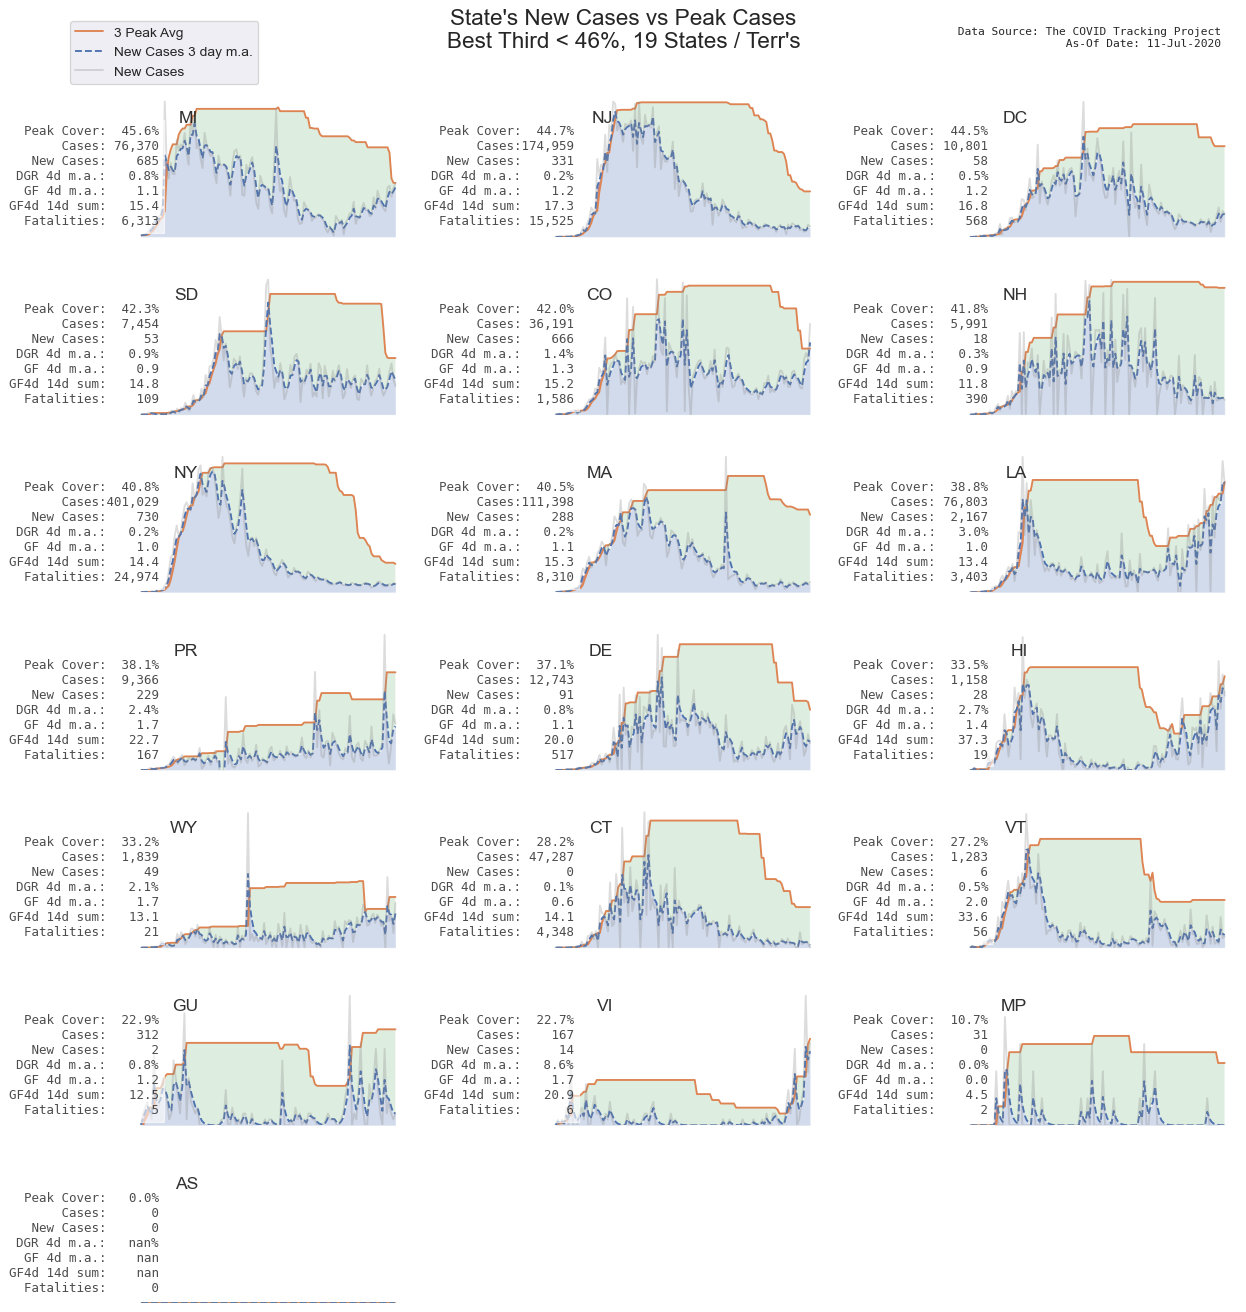 State's New Cases vs Peak Cases
Best Third < 46%, 19 States / Terr's
3 Peak Avg
New Cases 3 day m.a.
New Cases
Data Source: The COVID Tracking Project
As-Of Date: 11-Jul-2020
MI
Peak Cover: 45.6%
Cases: 76,370
New Cases: 685
DGR 4d m.a.: 0.8%
GF 4d m.a.: 1.1
GF4d 14d sum: 15.4
Fatalities: 6,313
NJ
Peak Cover: 44.7%
Cases:174,959
New Cases: 331
DGR 4d m.a.: 0.2%
GF 4d m.a.: 1.2
GF4d 14d sum: 17.3
Fatalities: 15,525
DC
Peak Cover: 44.5%
Cases: 10,801
New Cases: 58
DGR 4d m.a.: 0.5%
GF 4d m.a.: 1.2
GF4d 14d sum: 16.8
Fatalities: 568
SD
Peak Cover: 42.3%
Cases: 7,454
New Cases: 53
DGR 4d m.a.: 0.9%
GF 4d m.a.: 0.9
GF4d 14d sum: 14.8
Fatalities: 109
CO
Peak Cover: 42.0%
Cases: 36,191
New Cases: 666
DGR 4d m.a.: 1.4%
GF 4d m.a.: 1.3
GF4d 14d sum: 15.2
Fatalities: 1,586
NH
Peak Cover: 41.8%
Cases: 5,991
New Cases: 18
DGR 4d m.a.: 0.3%
GF 4d m.a.: 0.9
GF4d 14d sum: 11.8
Fatalities: 390
NY
Peak Cover: 40.8%
Cases:401,029
New Cases: 730
DGR 4d m.a.: 0.2%
GF 4d m.a.: 1.0
GF4d 14d sum: 14.4
Fatalities: 24,974
MA
Peak Cover: 40.5%
Cases:111,398
New Cases: 288
DGR 4d m.a.: 0.2%
GF 4d m.a.: 1.1
GF4d 14d sum: 15.3
Fatalities: 8,310
LA
Peak Cover: 38.8%
Cases: 76,803
New Cases: 2,167
DGR 4d m.a.: 3.0%
GF 4d m.a.: 1.0
GF4d 14d sum: 13.4
Fatalities: 3,403
PR
Peak Cover: 38.1%
Cases: 9,366
New Cases: 229
DGR 4d m.a.: 2.4%
GF 4d m.a.: 1.7
GF4d 14d sum: 22.7
Fatalities: 167
DE
Peak Cover: 37.1%
Cases: 12,743
New Cases: 91
DGR 4d m.a.: 0.8%
GF 4d m.a.: 1.1
GF4d 14d sum: 20.0
Fatalities: 517
HI
Peak Cover: 33.5%
Cases: 1,158
New Cases: 28
DGR 4d m.a.: 2.7%
GF 4d m.a.: 1.4
GF4d 14d sum: 37.3
Fatalities: 19
WY
Peak Cover: 33.2%
Cases: 1,839
New Cases: 49
DGR 4d m.a.: 2.1%
GF 4d m.a.: 1.7
GF4d 14d sum: 13.1
Fatalities: 21
CT
Peak Cover: 28.2%
Cases: 47,287
New Cases: 0
DGR 4d m.a.: 0.1%
GF 4d m.a.: 0.6
GF4d 14d sum: 14.1
Fatalities: 4,348
VT
Peak Cover: 27.2%
Cases: 1,283
New Cases: 6
DGR 4d m.a.: 0.5%
GF 4d m.a.: 2.0
GF4d 14d sum: 33.6
Fatalities: 56
GU
Peak Cover: 22.9%
Cases: 312
New Cases: 2
DGR 4d m.a.: 0.8%
GF 4d m.a.: 1.2
GF4d 14d sum: 12.5
Fatalities: 5
VI
Peak Cover: 22.7%
Cases: 167
New Cases: 14
DGR 4d m.a.: 8.6%
GF 4d m.a.: 1.7
GF4d 14d sum: 20.9
Fatalities: 6
MP
Peak Cover: 10.7%
Cases: 31
New Cases: 0
DGR 4d m.a.: 0.0%
GF 4d m.a.: 0.0
GF4d 14d sum: 4.5
Fatalities: 2
AS
Peak Cover: 0.0%
Cases: 0
New Cases: 0
DGR 4d m.a.: nan%
GF 4d m.a.: nan
GF4d 14d sum: nan
Fatalities: 0